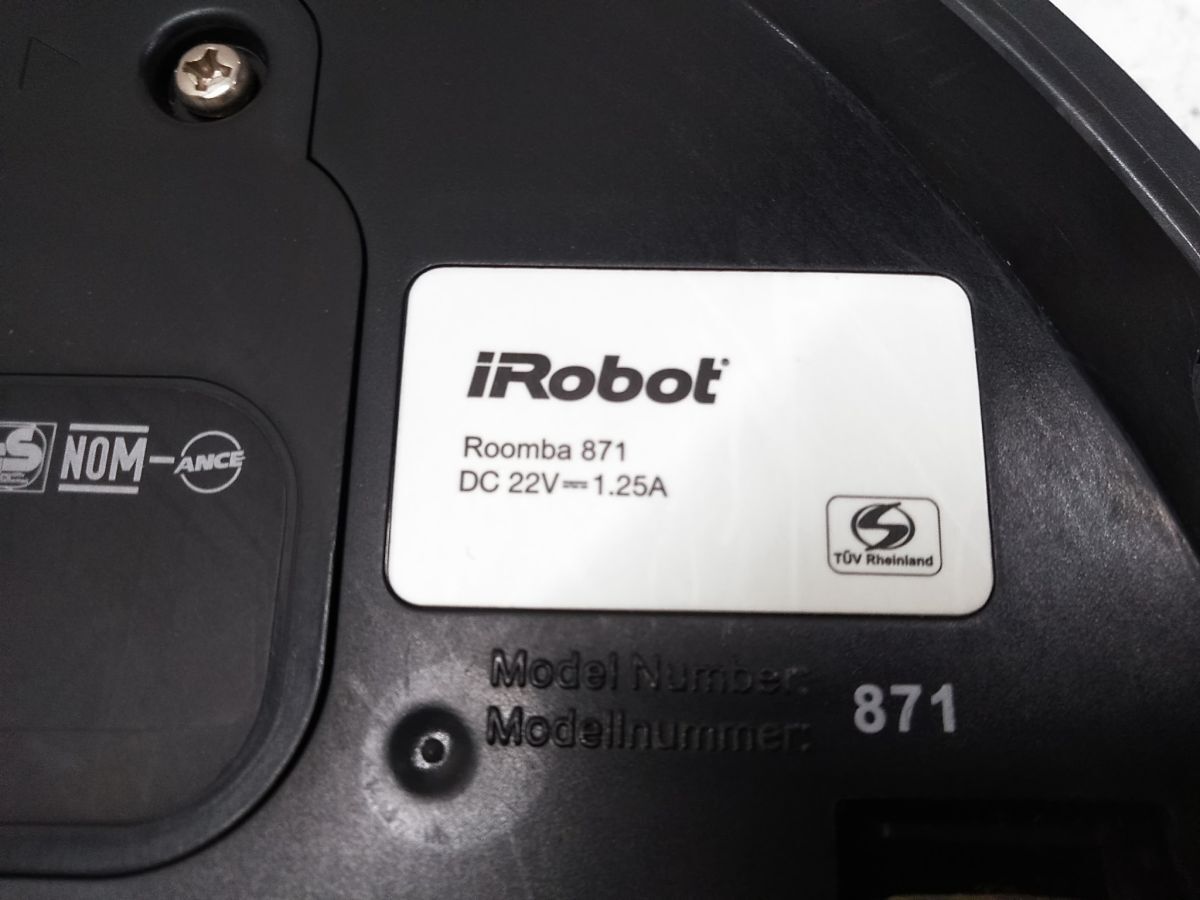 iRobot
Roomba 871
DC 22V⎓1.25A
TÜV Rheinland
NOM-ANCE
Model Number:
Modellnummer: 871